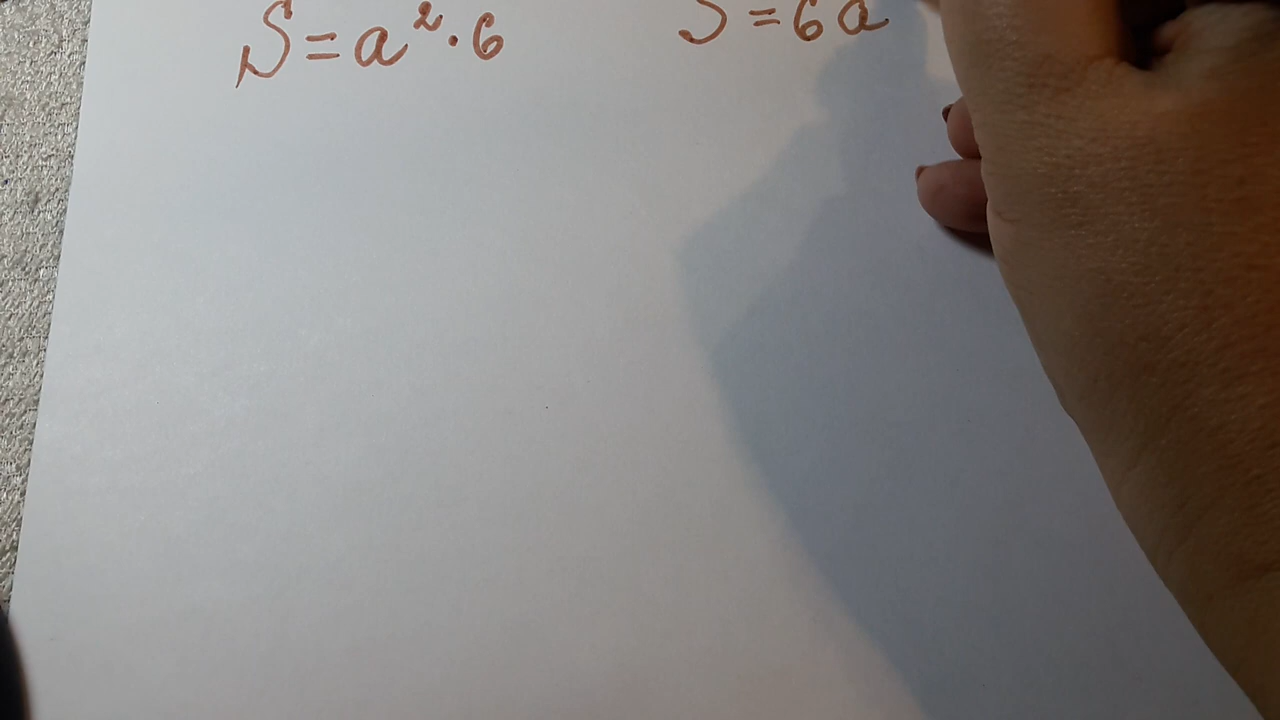 S = a² · 6 S = 6a